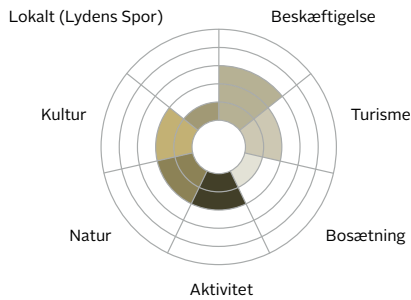 Lokalt (Lydens Spor)
Beskæftigelse
Kultur
Turisme
Natur
Bosætning
Aktivitet